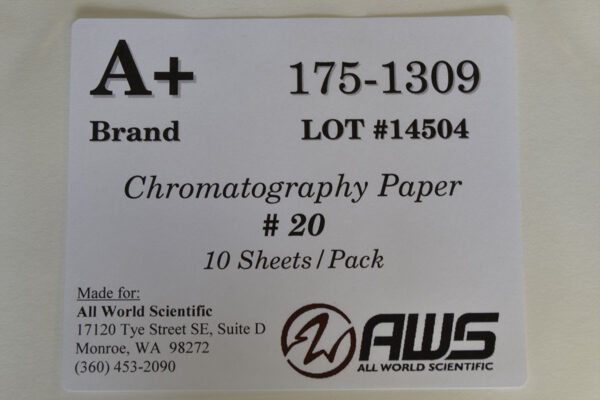 A+ 175-1309
Brand LOT #14504
Chromatography Paper
# 20
10 Sheets/Pack
Made for:
All World Scientific
17120 Tye Street SE, Suite D
Monroe, WA 98272
(360) 453-2090
AWS
ALL WORLD SCIENTIFIC